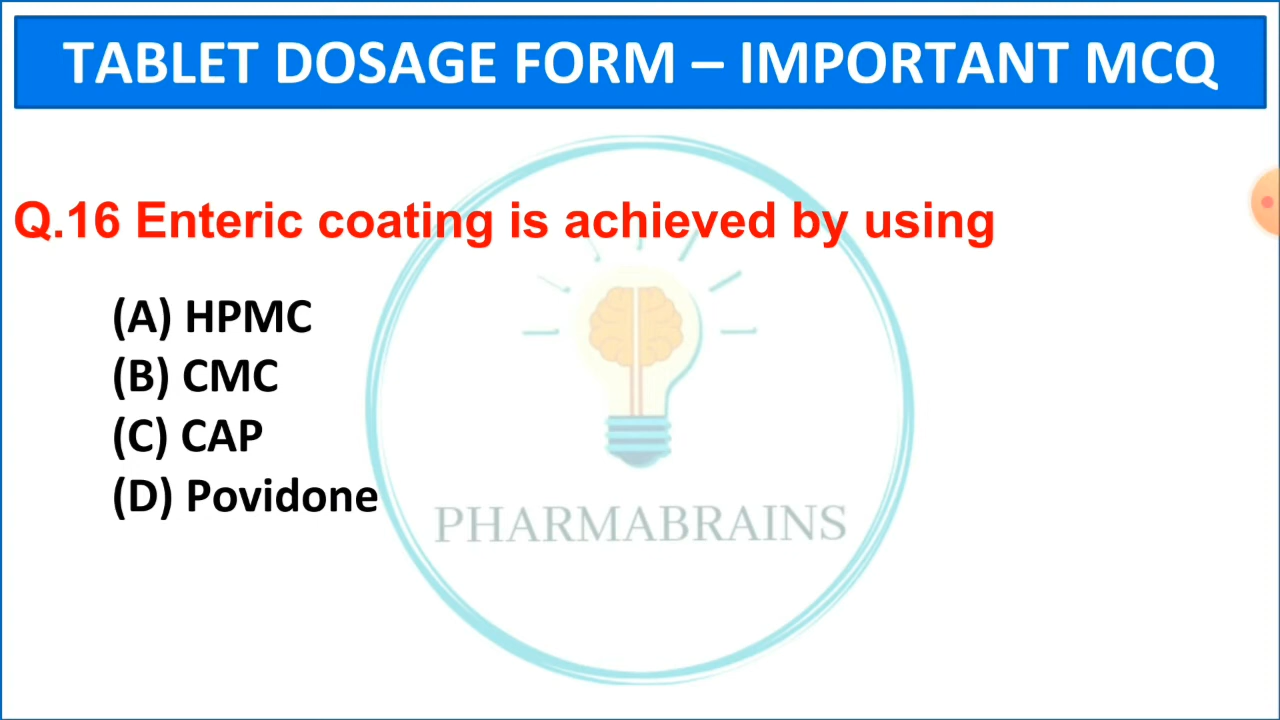 TABLET DOSAGE FORM – IMPORTANT MCQ
Q.16 Enteric coating is achieved by using
(A) HPMC
(B) CMC
(C) CAP
(D) Povidone
PHARMABRAINS